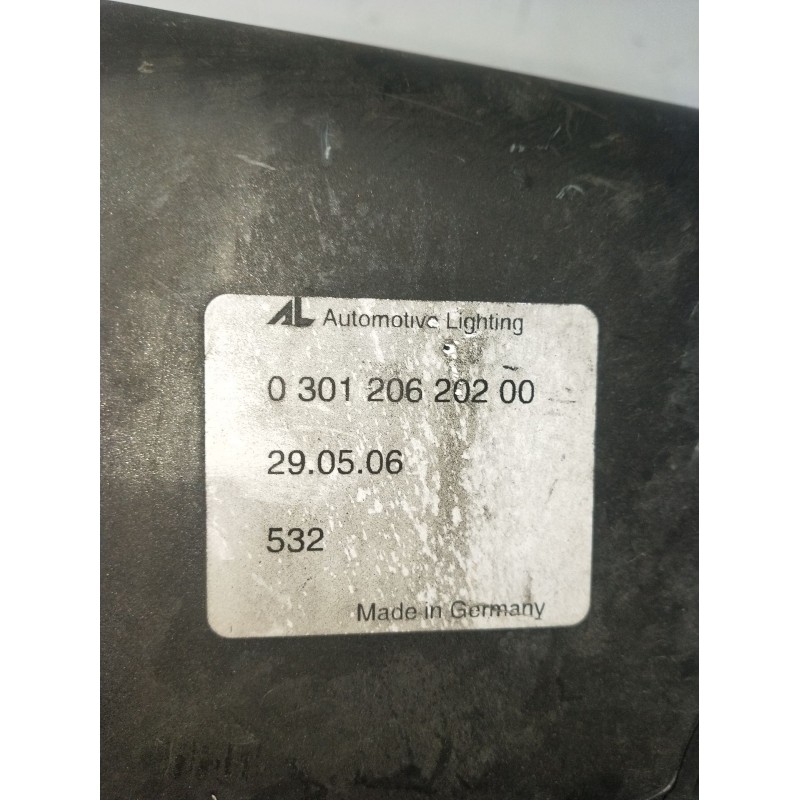 AL Automotive Lighting
0 301 206 202 00
29.05.06
532
Made in Germany